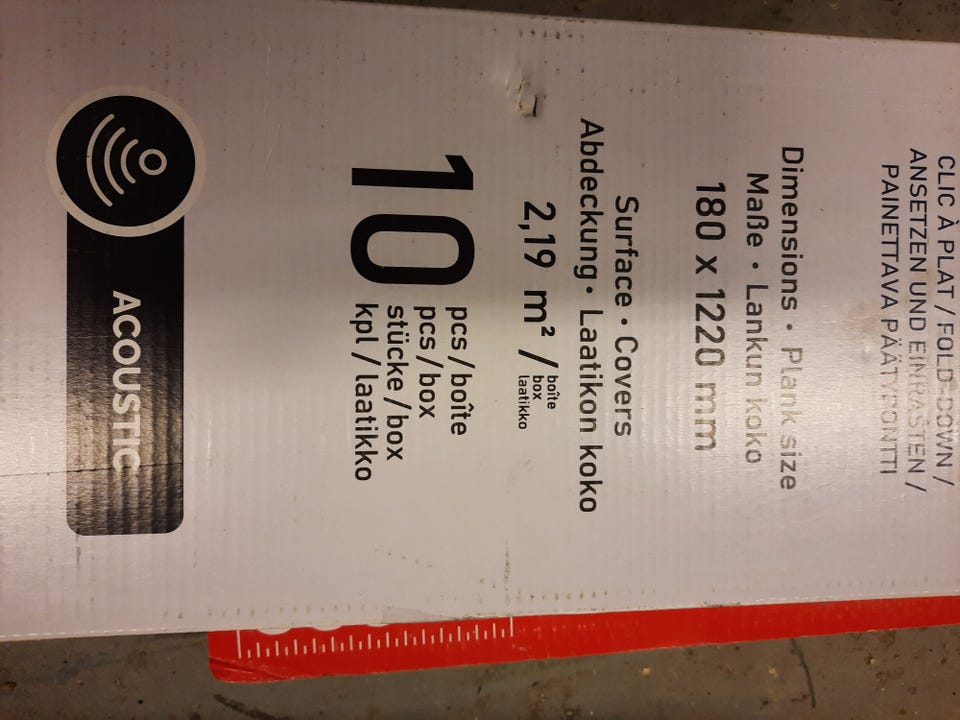 CLIC À PLAT / FOLD-DOWN /
ANSETZEN UND EINRASTEN /
PAINETTAVA PÄÄTYPONTTI
Dimensions • Plank size
Maße • Lankun koko
180 x 1220 mm
Surface • Covers
Abdeckung • Laatikon koko
2,19 m² / boîte
box
laatikko
10 pcs / boîte
pcs / box
stücke / box
kpl / laatikko
ACOUSTIC